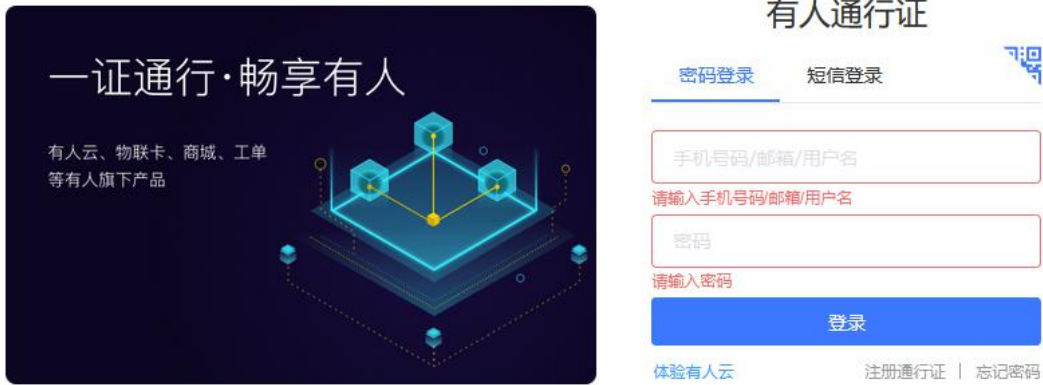 一证通行·畅享有人
有人云、物联卡、商城、工单
等有人旗下产品
有人通行证
密码登录 短信登录
手机号码/邮箱/用户名
请输入手机号码/邮箱/用户名
密码
请输入密码
登录
体验有人云 注册通行证 | 忘记密码